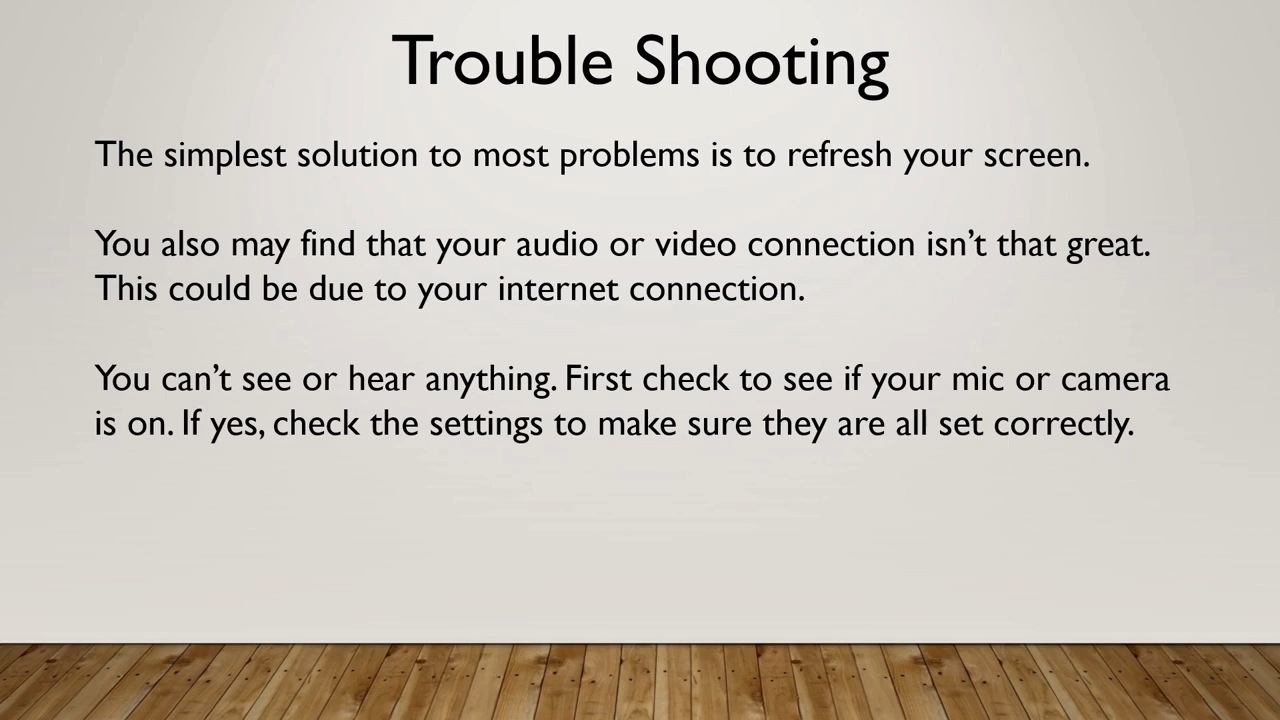 Trouble Shooting
The simplest solution to most problems is to refresh your screen.
You also may find that your audio or video connection isn’t that great.
This could be due to your internet connection.
You can’t see or hear anything. First check to see if your mic or camera
is on. If yes, check the settings to make sure they are all set correctly.